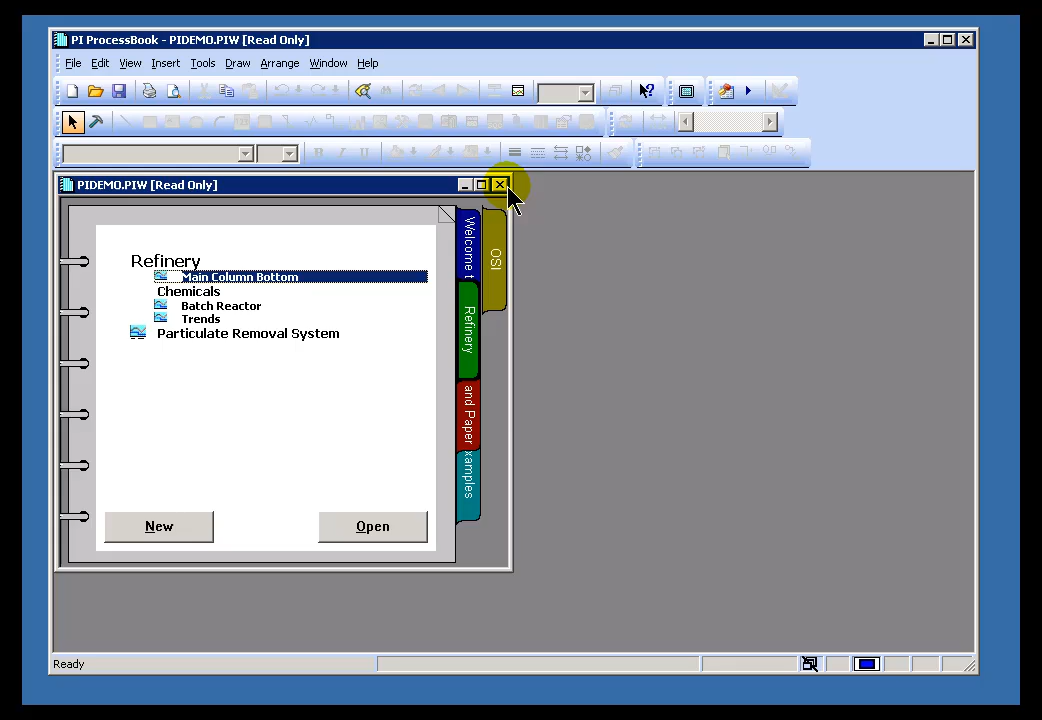 PI ProcessBook - PIDEMO.PIW [Read Only]
File Edit View Insert Tools Draw Arrange Window Help
B I U
PIDEMO.PIW [Read Only]
Refinery
Main Column Bottom
Chemicals
Batch Reactor
Trends
Particulate Removal System
New
Open
Welcome t
OSI
Refinery
and Paper
xamples
Ready